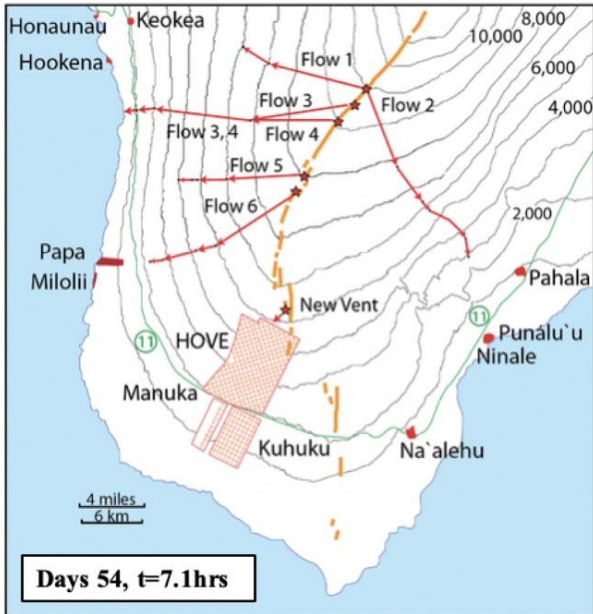 Honaunau
Keokea
Hookena
8,000
10,000
6,000
4,000
2,000
Flow 1
Flow 2
Flow 3
Flow 3,4
Flow 4
Flow 5
Flow 6
Papa
Milolii
New Vent
HOVE
11
Manuka
Kuhuku
Pahala
11
Punalu`u
Ninale
Na`alehu
4 miles
6 km
Days 54, t=7.1hrs